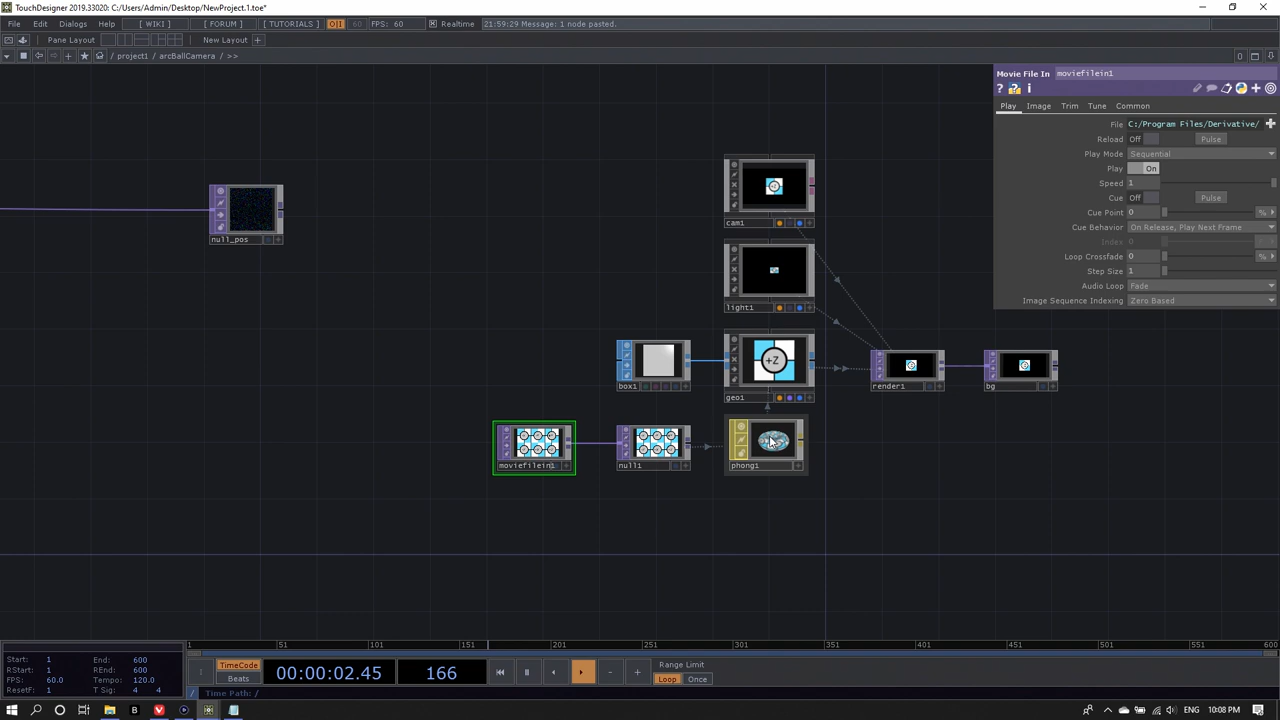 TouchDesigner 2019.33020: C:/Users/Admin/Desktop/NewProject.1.toe*
File Edit Dialogs Help [ WIKI ] [ FORUM ] [ TUTORIALS ] O|I 60 FPS: 60 Realtime 21:59:29 Message: 1 node pasted.
Pane Layout New Layout +
/ project1 / arcBallCamera / >> 0
Movie File In moviefilein1
? ? i
Play Image Trim Tune Common
File C:/Program Files/Derivative/
Reload Off Pulse
Play Mode Sequential
Play On
Speed 1
Cue Off Pulse
Cue Point 0 %
Cue Behavior On Release, Play Next Frame
Index 0
Loop Crossfade 0 %
Step Size 1
Audio Loop Fade
Image Sequence Indexing Zero Based
null_pos
cam1
light1
+Z
box1
geo1
render1
bg
moviefilein1
null1
phong1
1 51 101 151 201 251 301 351 401 451 501 551 600
Start: 1 End: 600
RStart: 1 REnd: 600
FPS: 60.0 Tempo: 120.0
ResetF: 1 T Sig: 4 4
TimeCode
Beats
00:00:02.45
166
Range Limit
Loop Once
/ Time Path: /
10:08 PM